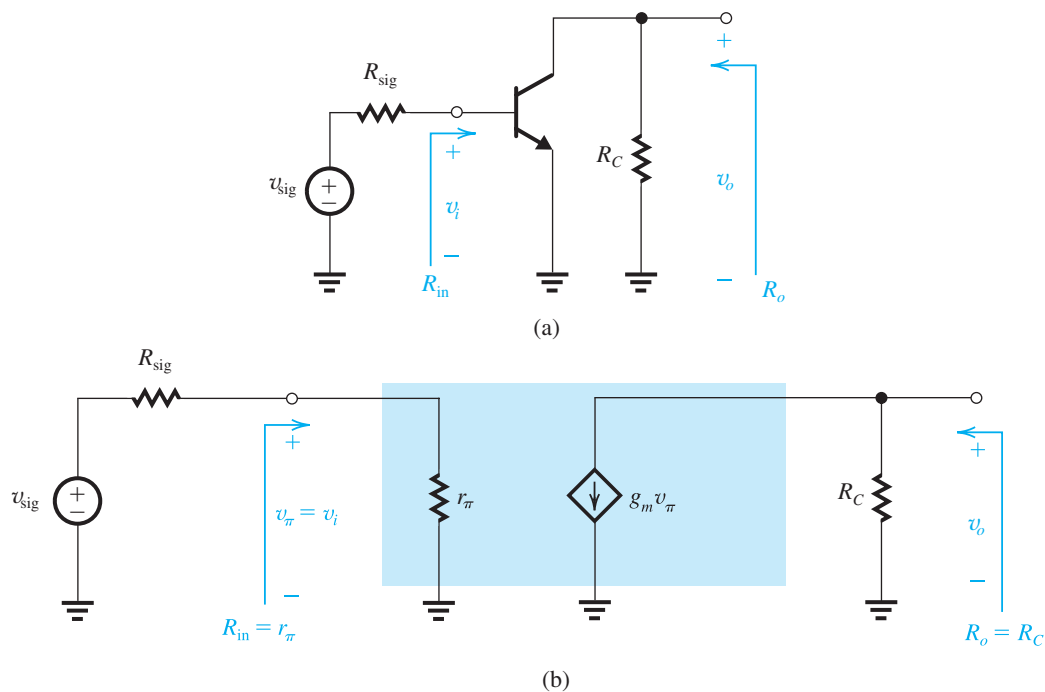 +
R_sig
R_C
+
v_sig
+
−
v_i
v_o
−
R_in
−
R_o
(a)
R_sig
+
+
v_sig
+
−
v_π = v_i
r_π
g_m v_π
R_C
v_o
−
−
R_in = r_π
R_o = R_C
(b)